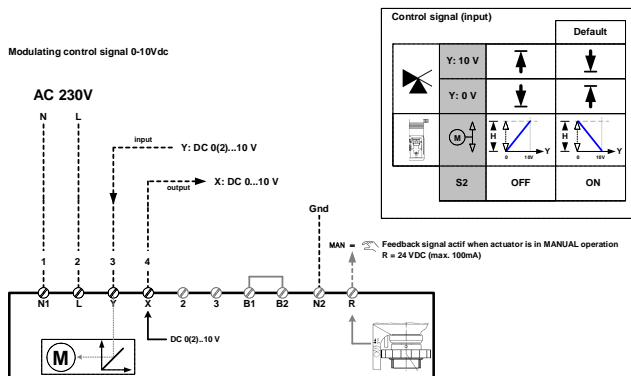 Modulating control signal 0-10Vdc
AC 230V
N L
input
Y: DC 0(2)...10 V
output
X: DC 0...10 V
Gnd
MAN =
Feedback signal actif when actuator is in MANUAL operation
R = 24 VDC (max. 100mA)
1 2 3 4
N1 L Y X 2 3 B1 B2 N2 R
DC 0(2)..10 V
M
Control signal (input)
Default
Y: 10 V
Y: 0 V
M
H Y
0 10V
H Y
0 10V
S2 OFF ON